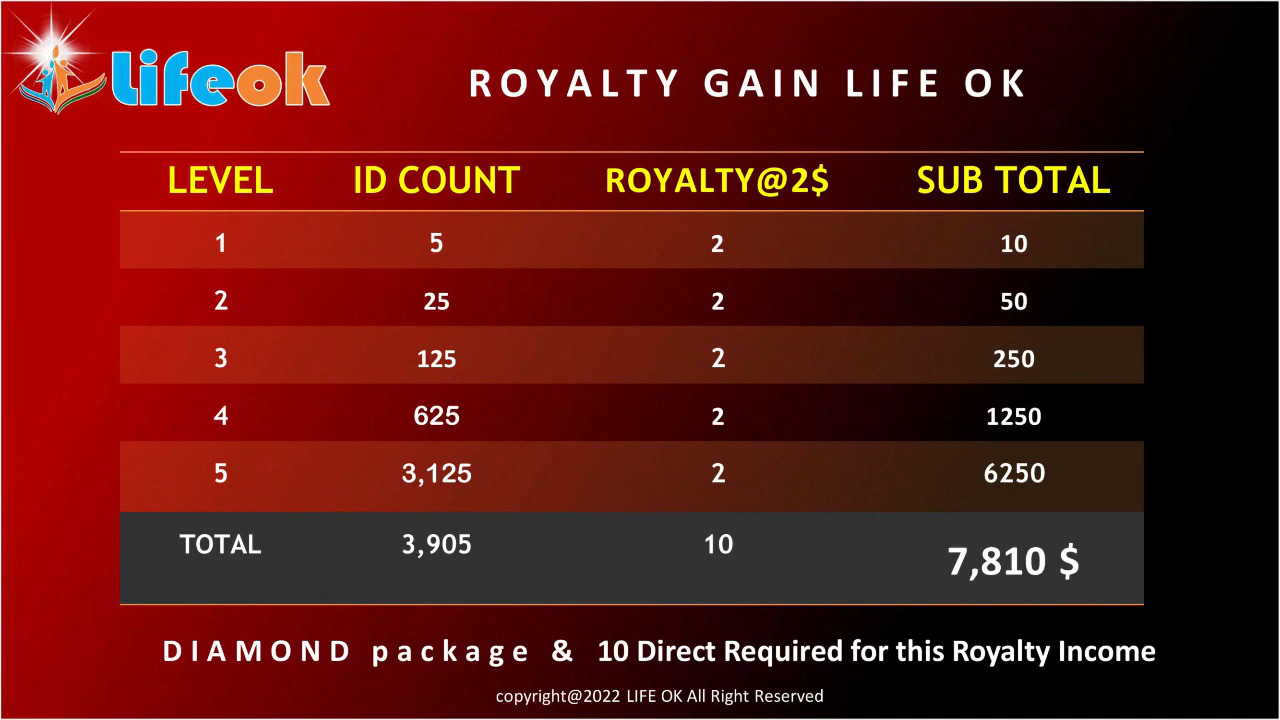 Lifeok
ROYALTY GAIN LIFE OK
LEVEL ID COUNT ROYALTY@2$ SUB TOTAL
1 5 2 10
2 25 2 50
3 125 2 250
4 625 2 1250
5 3,125 2 6250
TOTAL 3,905 10 7,810 $
DIAMOND package & 10 Direct Required for this Royalty Income
copyright@2022 LIFE OK All Right Reserved